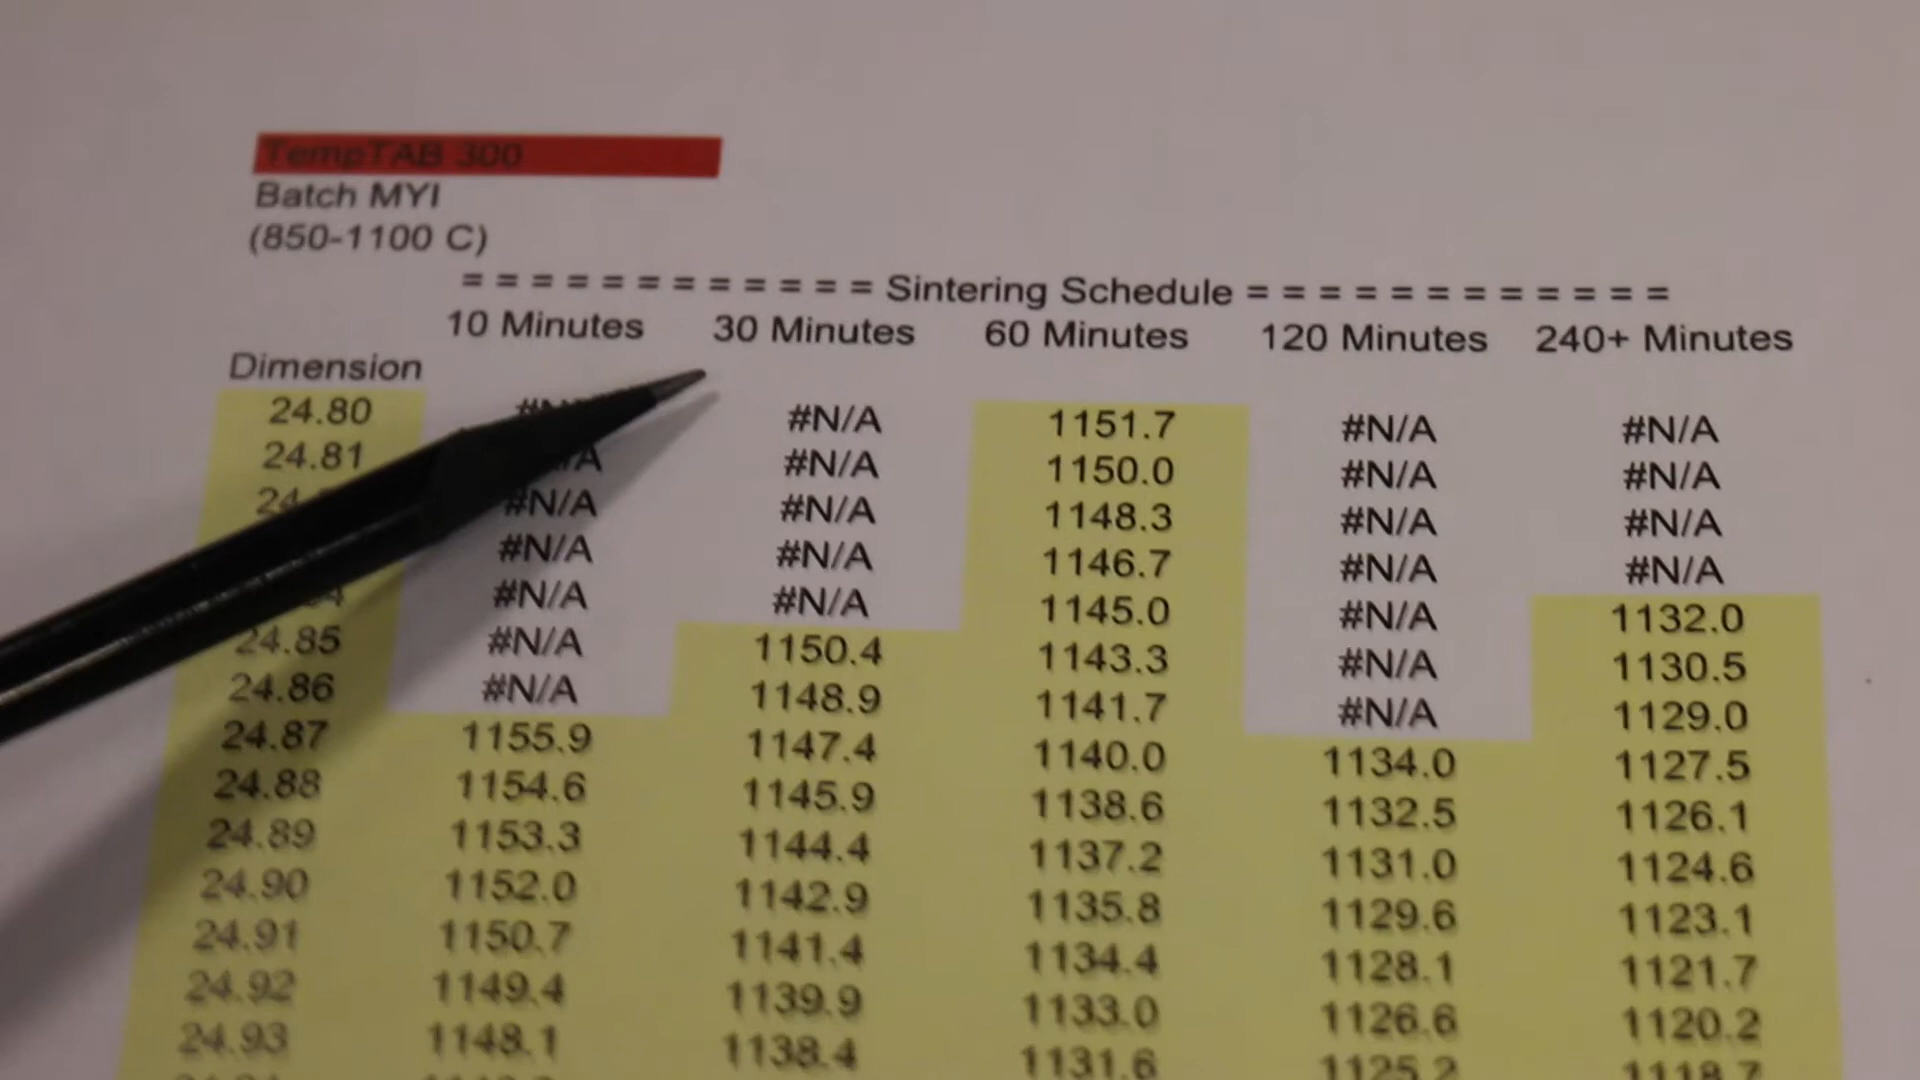 TempTAB 300
Batch MYI
(850-1100 C)
= = = = = = = = = = = = Sintering Schedule = = = = = = = = = = = =
10 Minutes 30 Minutes 60 Minutes 120 Minutes 240+ Minutes
Dimension
24.80 #N/A 1151.7 #N/A #N/A
24.81 #N/A 1150.0 #N/A #N/A
#N/A #N/A 1148.3 #N/A #N/A
#N/A #N/A 1146.7 #N/A #N/A
#N/A #N/A 1145.0 #N/A 1132.0
24.85 #N/A 1150.4 1143.3 #N/A 1130.5
24.86 #N/A 1148.9 1141.7 #N/A 1129.0
24.87 1155.9 1147.4 1140.0 1134.0 1127.5
24.88 1154.6 1145.9 1138.6 1132.5 1126.1
24.89 1153.3 1144.4 1137.2 1131.0 1124.6
24.90 1152.0 1142.9 1135.8 1129.6 1123.1
24.91 1150.7 1141.4 1134.4 1128.1 1121.7
24.92 1149.4 1139.9 1133.0 1126.6 1120.2
24.93 1148.1 1138.4 1131.6 1125.2 1118.7